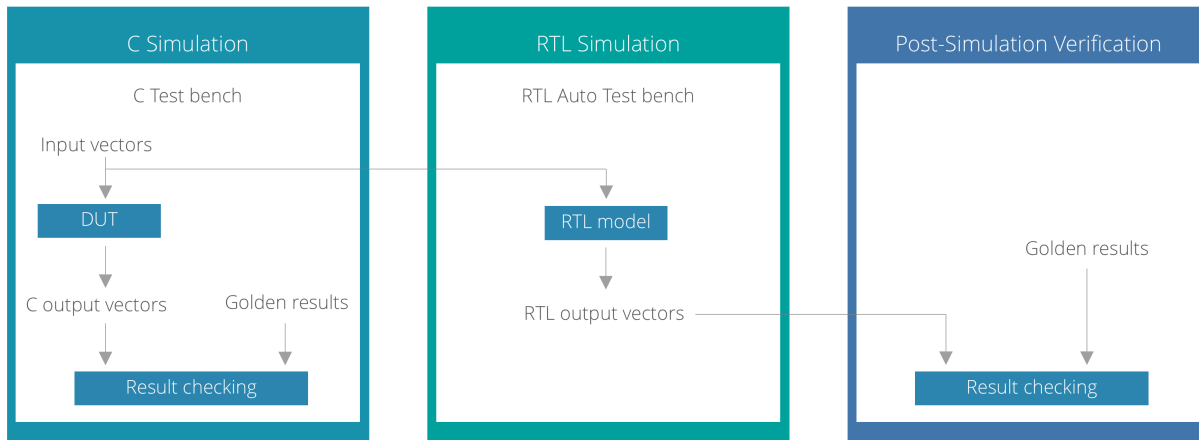 C Simulation
C Test bench
Input vectors
DUT
C output vectors
Golden results
Result checking
RTL Simulation
RTL Auto Test bench
RTL model
RTL output vectors
Post-Simulation Verification
Golden results
Result checking